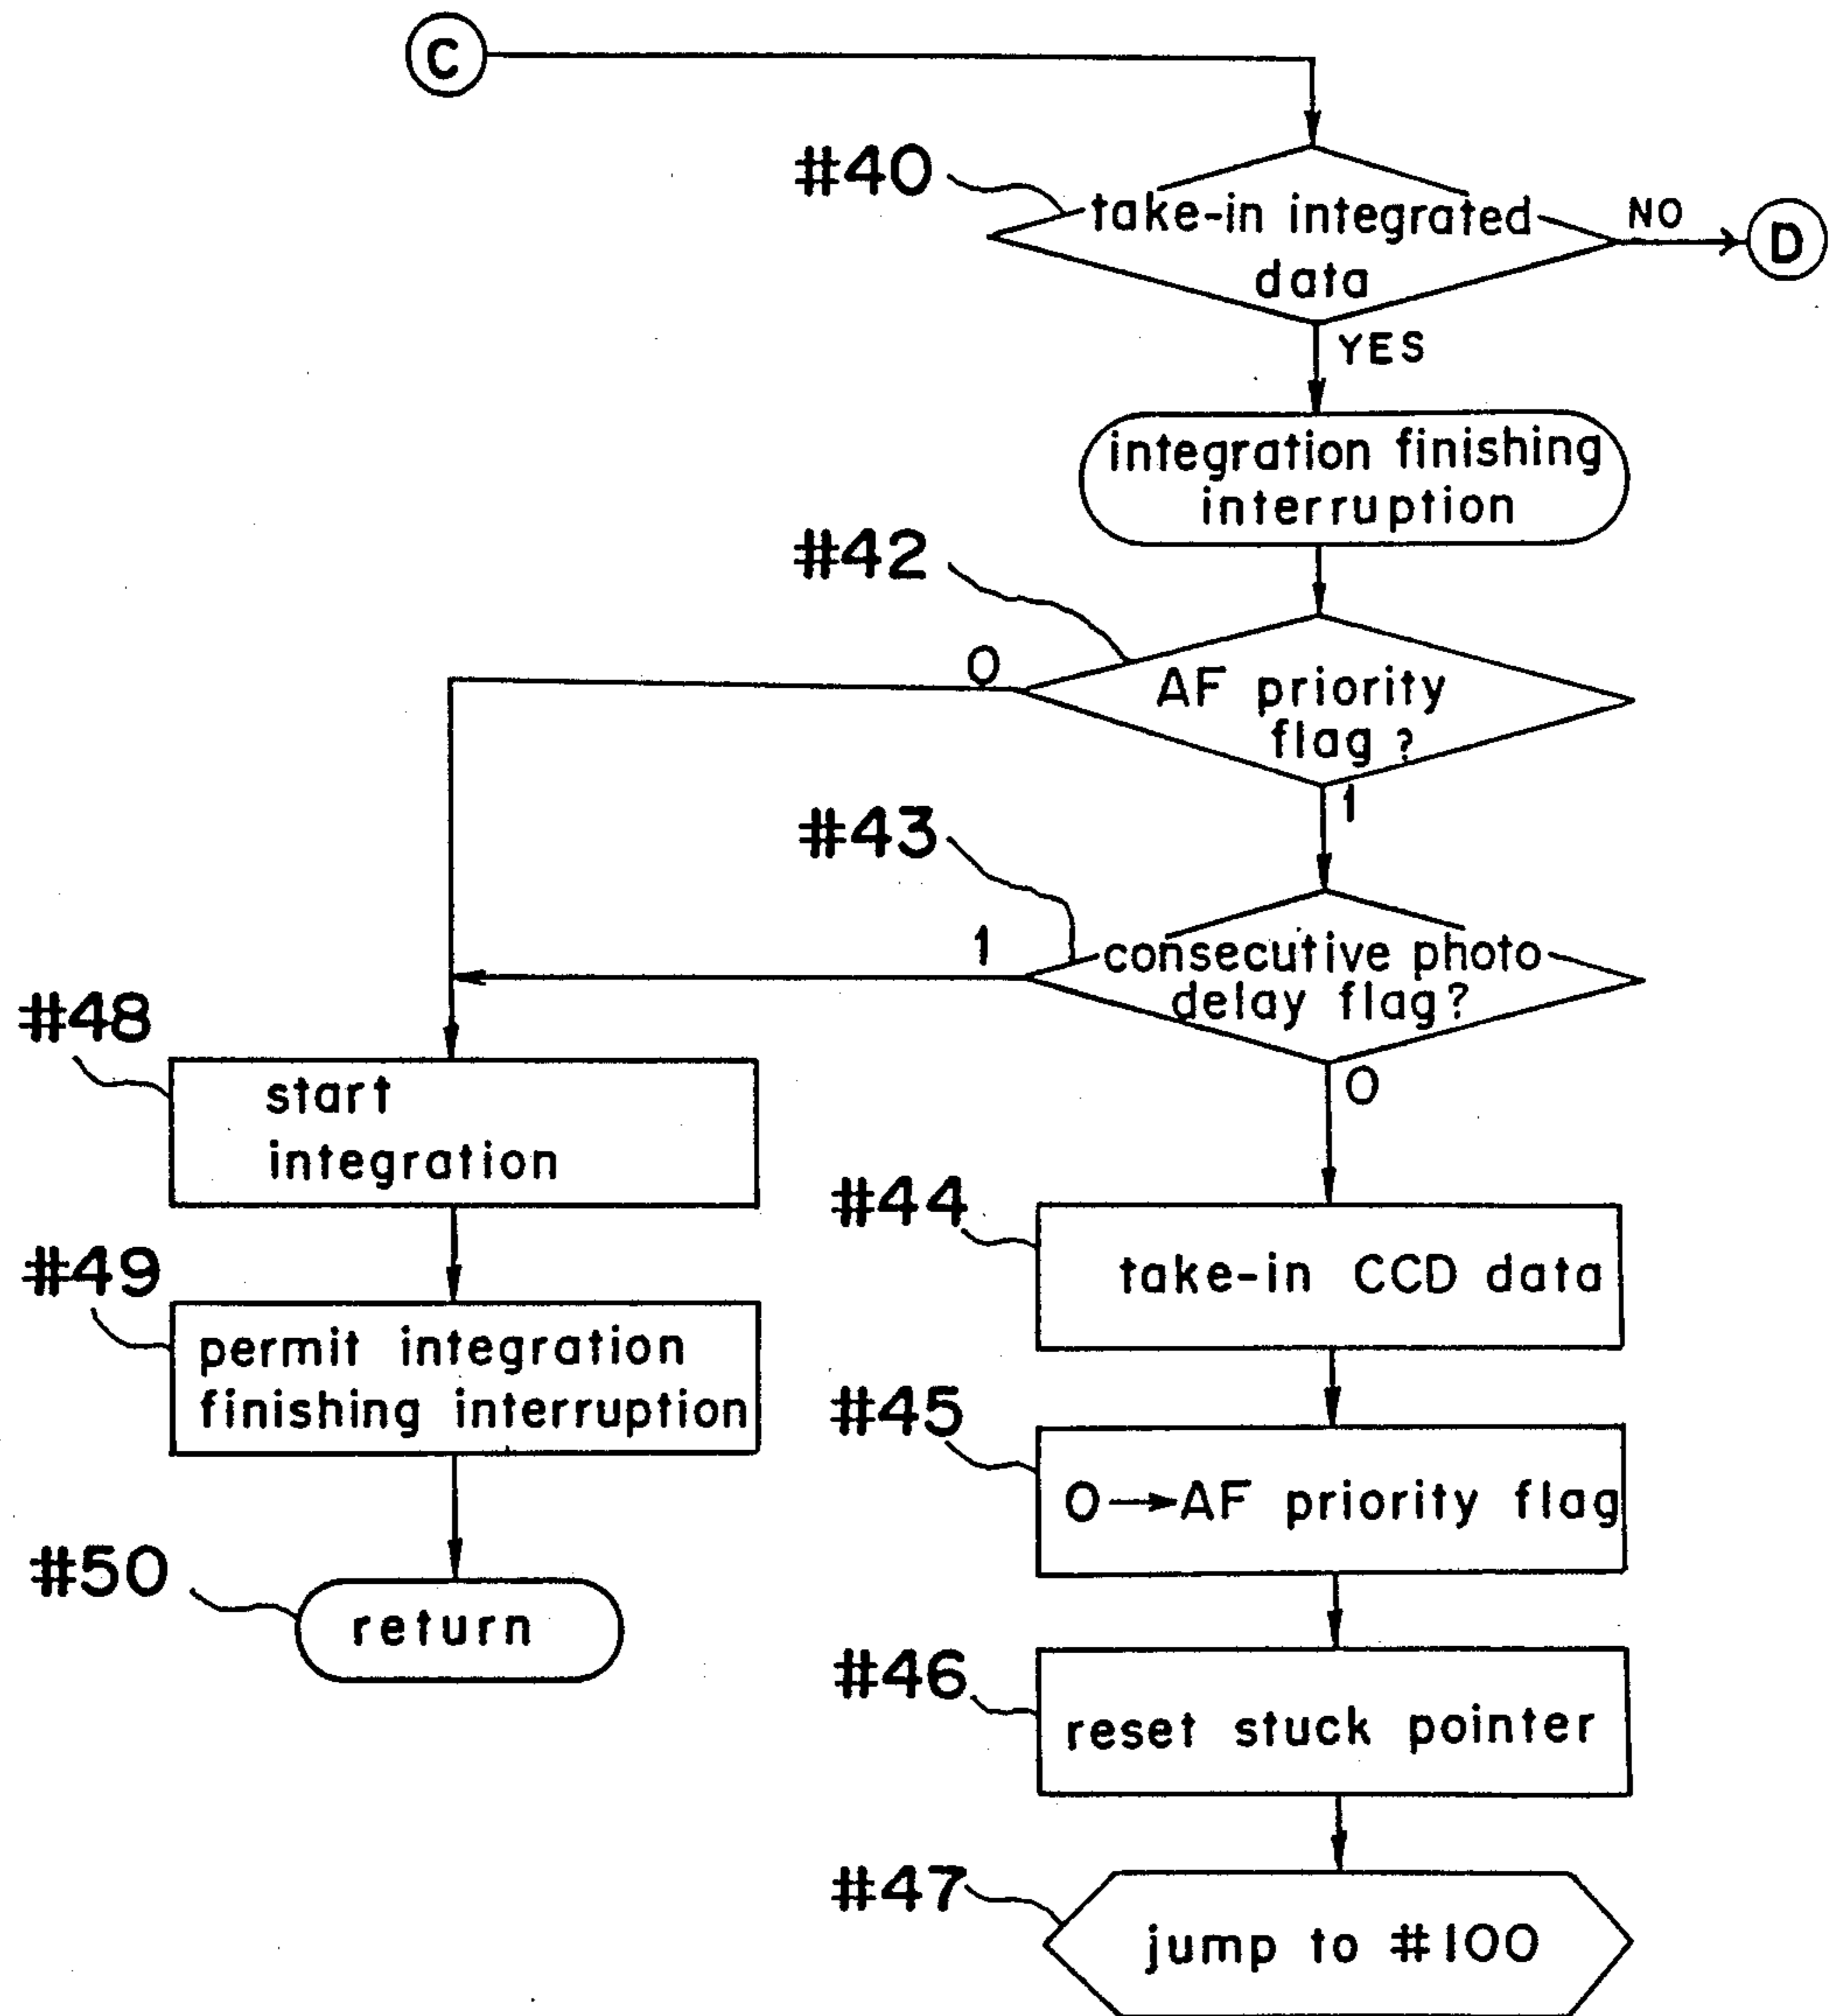 C
#40
take-in integrated
data
NO
D
YES
integration finishing
interruption
#42
0
AF priority
flag?
1
#43
1
consecutive photo
delay flag?
0
#48
start
integration
#44
take-in CCD data
#49
permit integration
finishing interruption
#45
0→AF priority flag
#50
return
#46
reset stuck pointer
#47
jump to #100